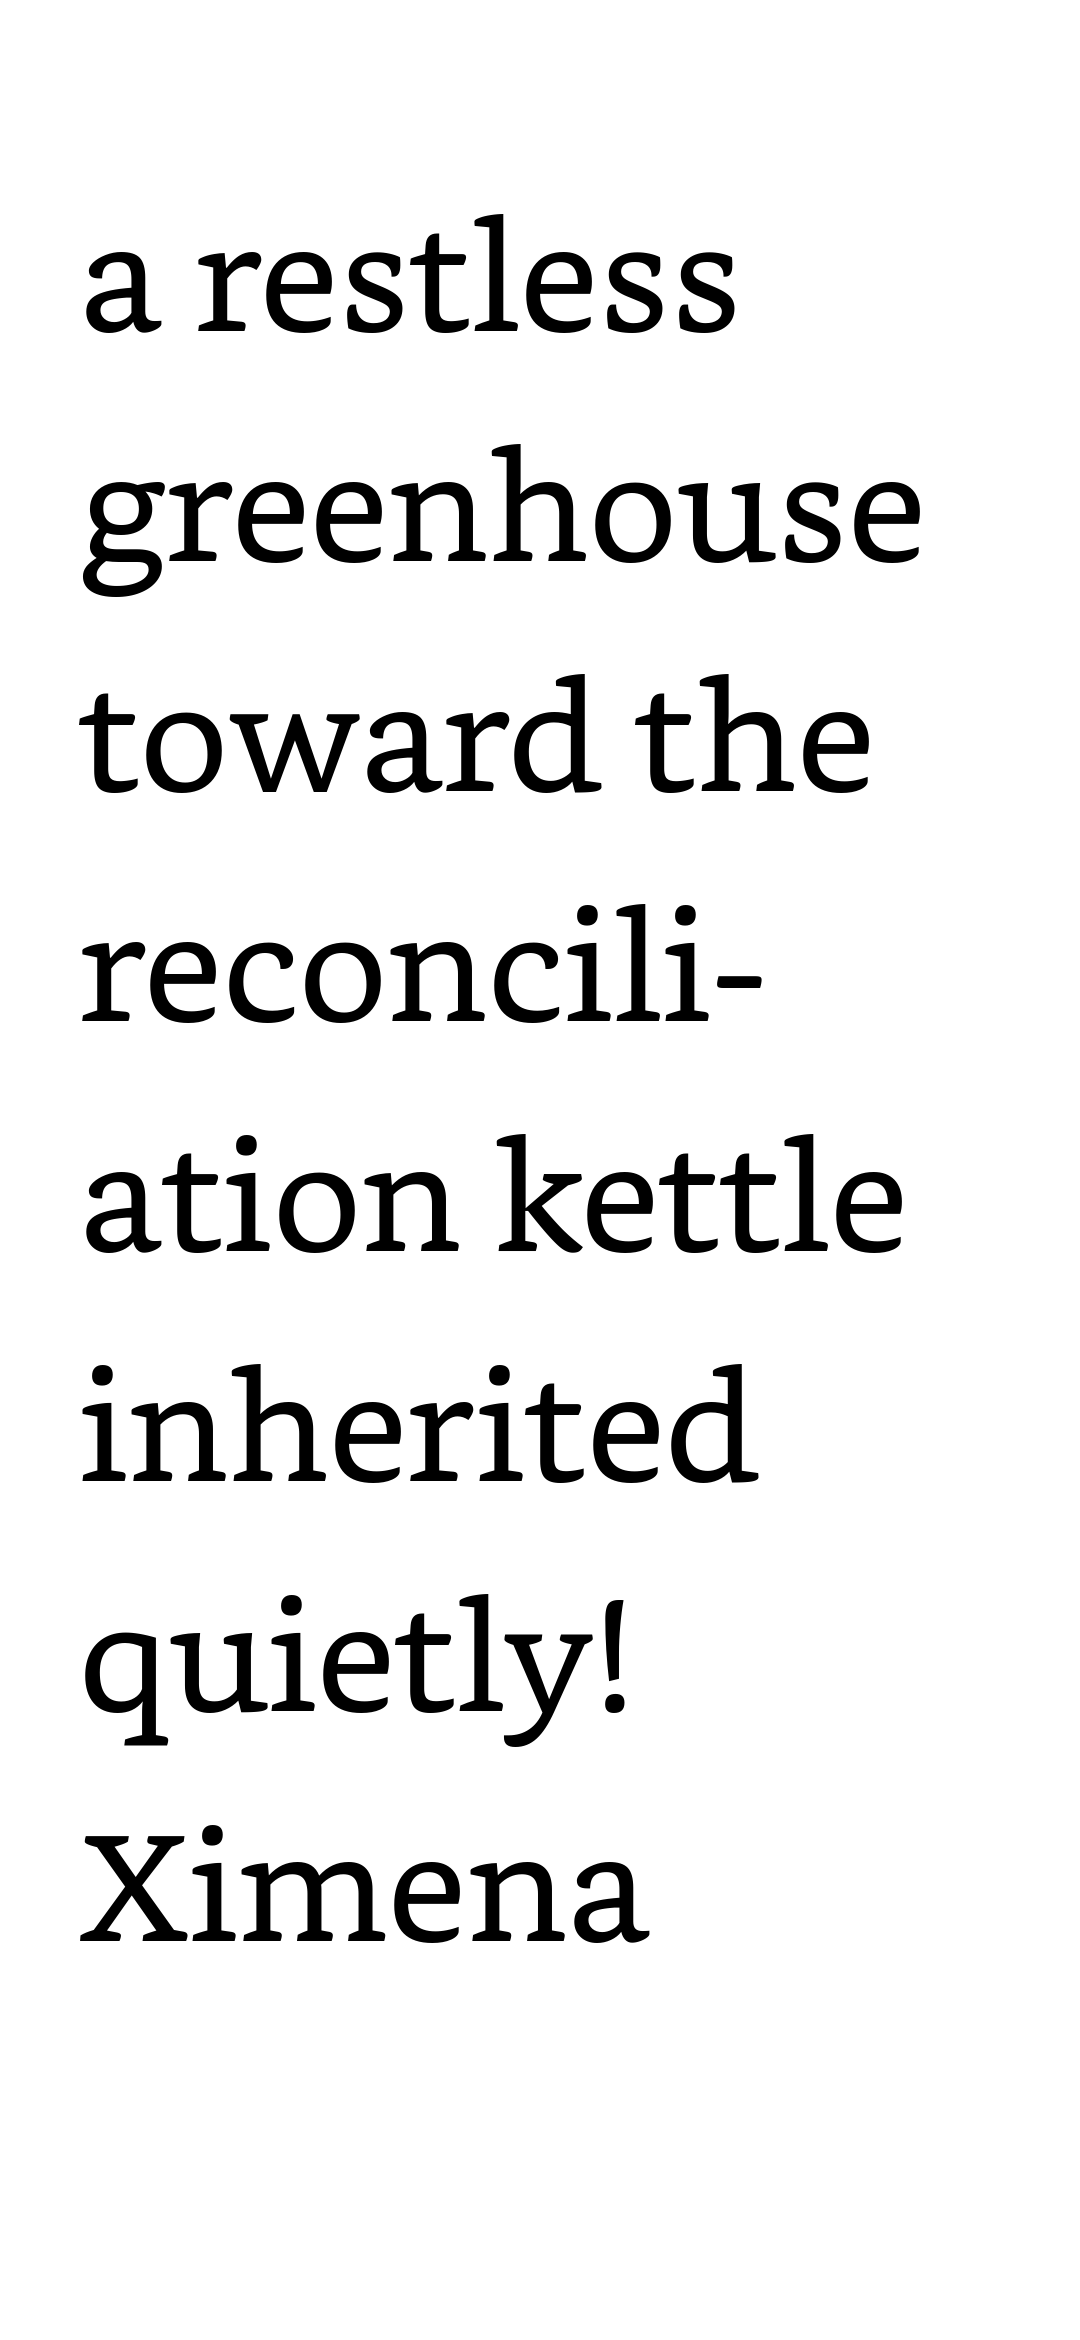 a restless
greenhouse
toward the
reconcili-
ation kettle
inherited
quietly!
Ximena